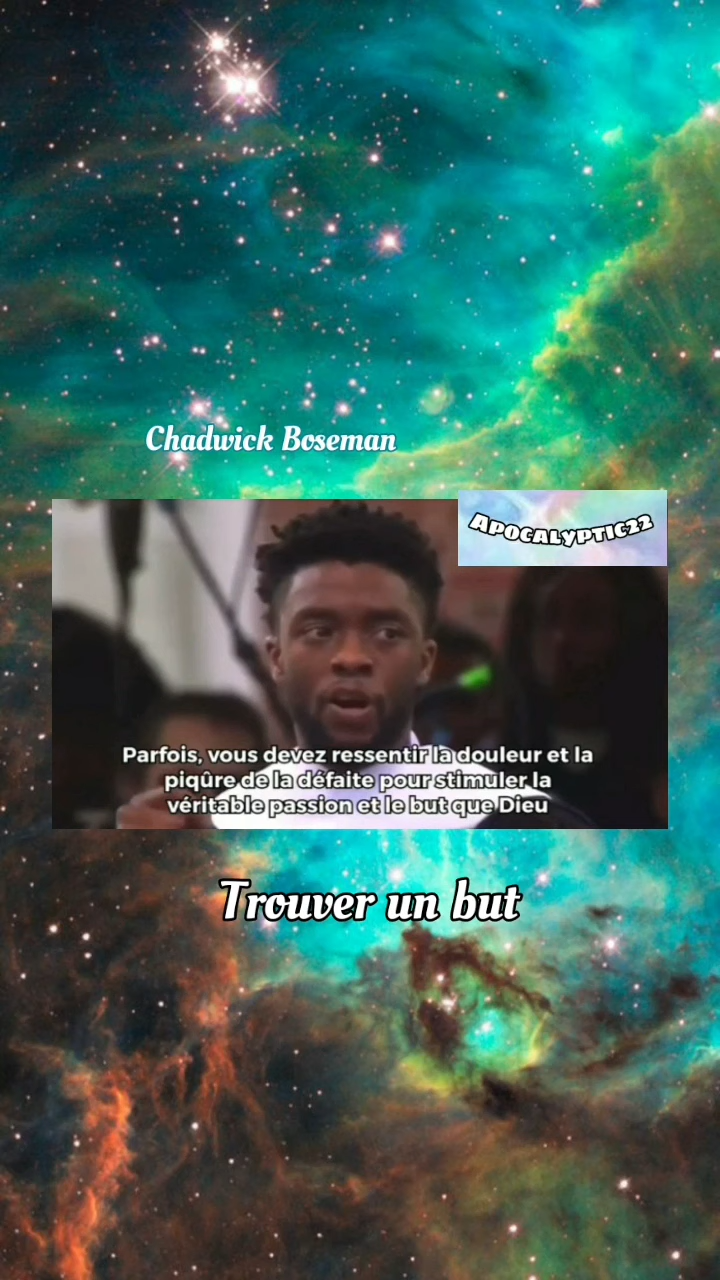 Chadwick Boseman
APOCALYPTIC22
Parfois, vous devez ressentir la douleur et la
piqûre de la défaite pour stimuler la
véritable passion et le but que Dieu
Trouver un but